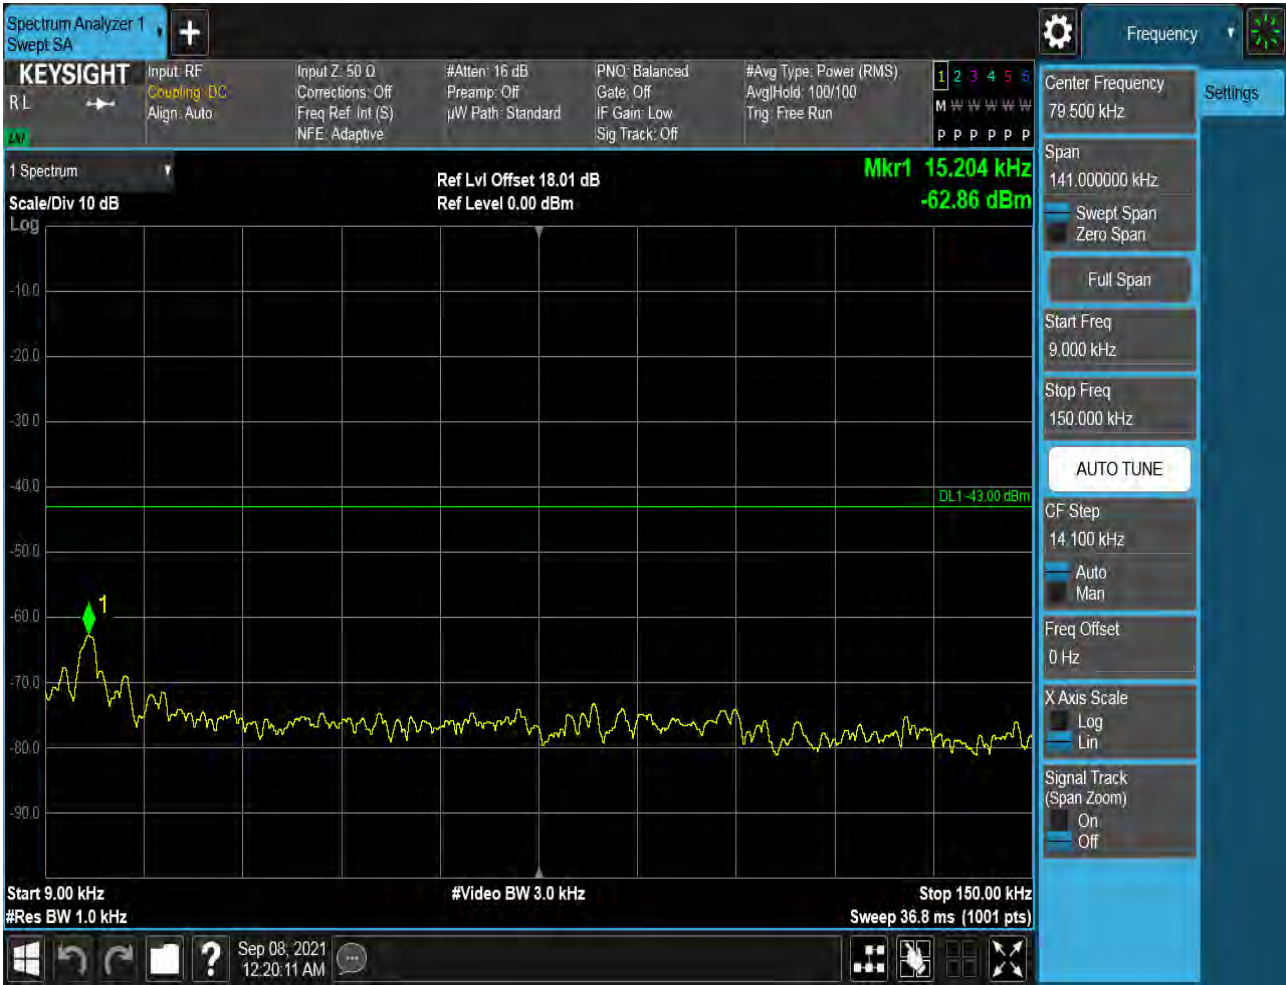 Spectrum Analyzer 1
Swept SA
Frequency
KEYSIGHT
R L
LXI
Input: RF
Coupling: DC
Align: Auto
Input Z: 50 Ω
Corrections: Off
Freq Ref: Int (S)
NFE: Adaptive
#Atten: 16 dB
Preamp: Off
µW Path: Standard
PNO: Balanced
Gate: Off
IF Gain: Low
Sig Track: Off
#Avg Type: Power (RMS)
Avg|Hold: 100/100
Trig: Free Run
1 2 3 4 5 6
M W W W W W
P P P P P P
1 Spectrum
Scale/Div 10 dB
Log
Ref Lvl Offset 18.01 dB
Ref Level 0.00 dBm
Mkr1 15.204 kHz
-62.86 dBm
-10.0
-20.0
-30.0
-40.0
DL1 -43.00 dBm
-50.0
1
-60.0
-70.0
-80.0
-90.0
Start 9.00 kHz
#Res BW 1.0 kHz
#Video BW 3.0 kHz
Stop 150.00 kHz
Sweep 36.8 ms (1001 pts)
Center Frequency
79.500 kHz
Settings
Span
141.000000 kHz
Swept Span
Zero Span
Full Span
Start Freq
9.000 kHz
Stop Freq
150.000 kHz
AUTO TUNE
CF Step
14.100 kHz
Auto
Man
Freq Offset
0 Hz
X Axis Scale
Log
Lin
Signal Track
(Span Zoom)
On
Off
?
Sep 08, 2021
12:20:11 AM